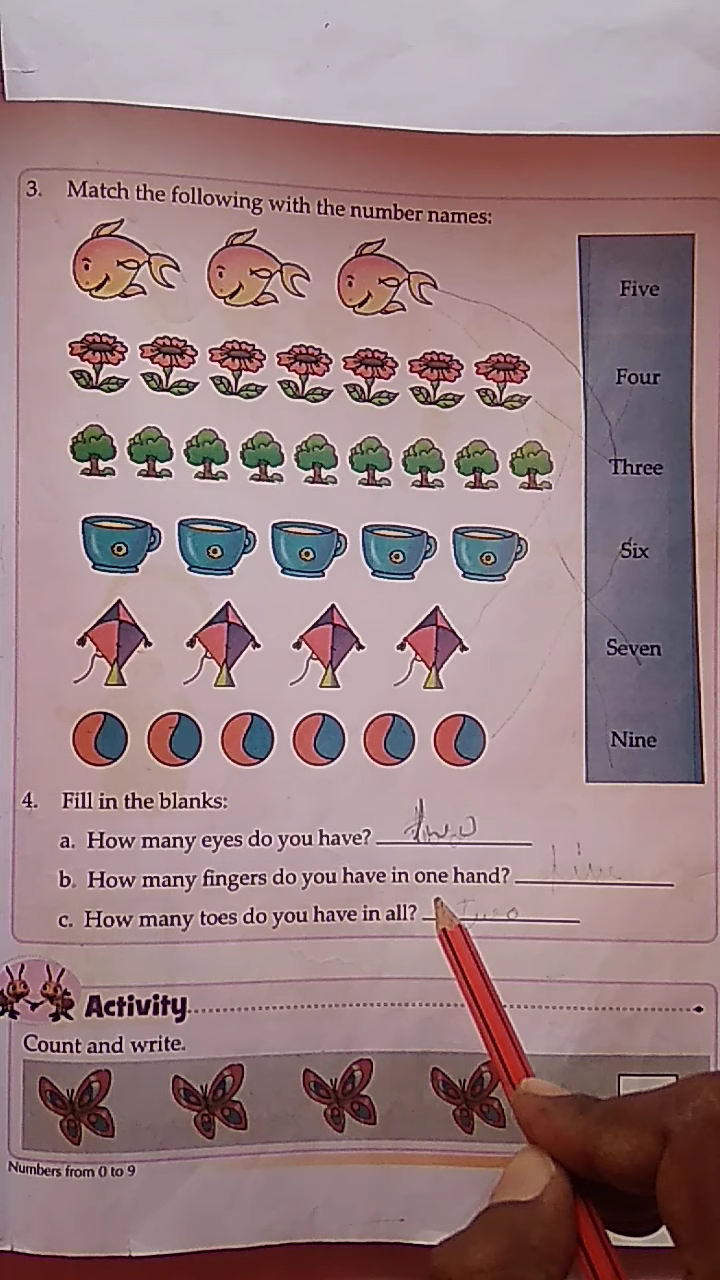 3. Match the following with the number names:
Five
Four
Three
Six
Seven
Nine
4. Fill in the blanks:
a. How many eyes do you have? two
b. How many fingers do you have in one hand? five
c. How many toes do you have in all?
Activity
Count and write.
Numbers from 0 to 9